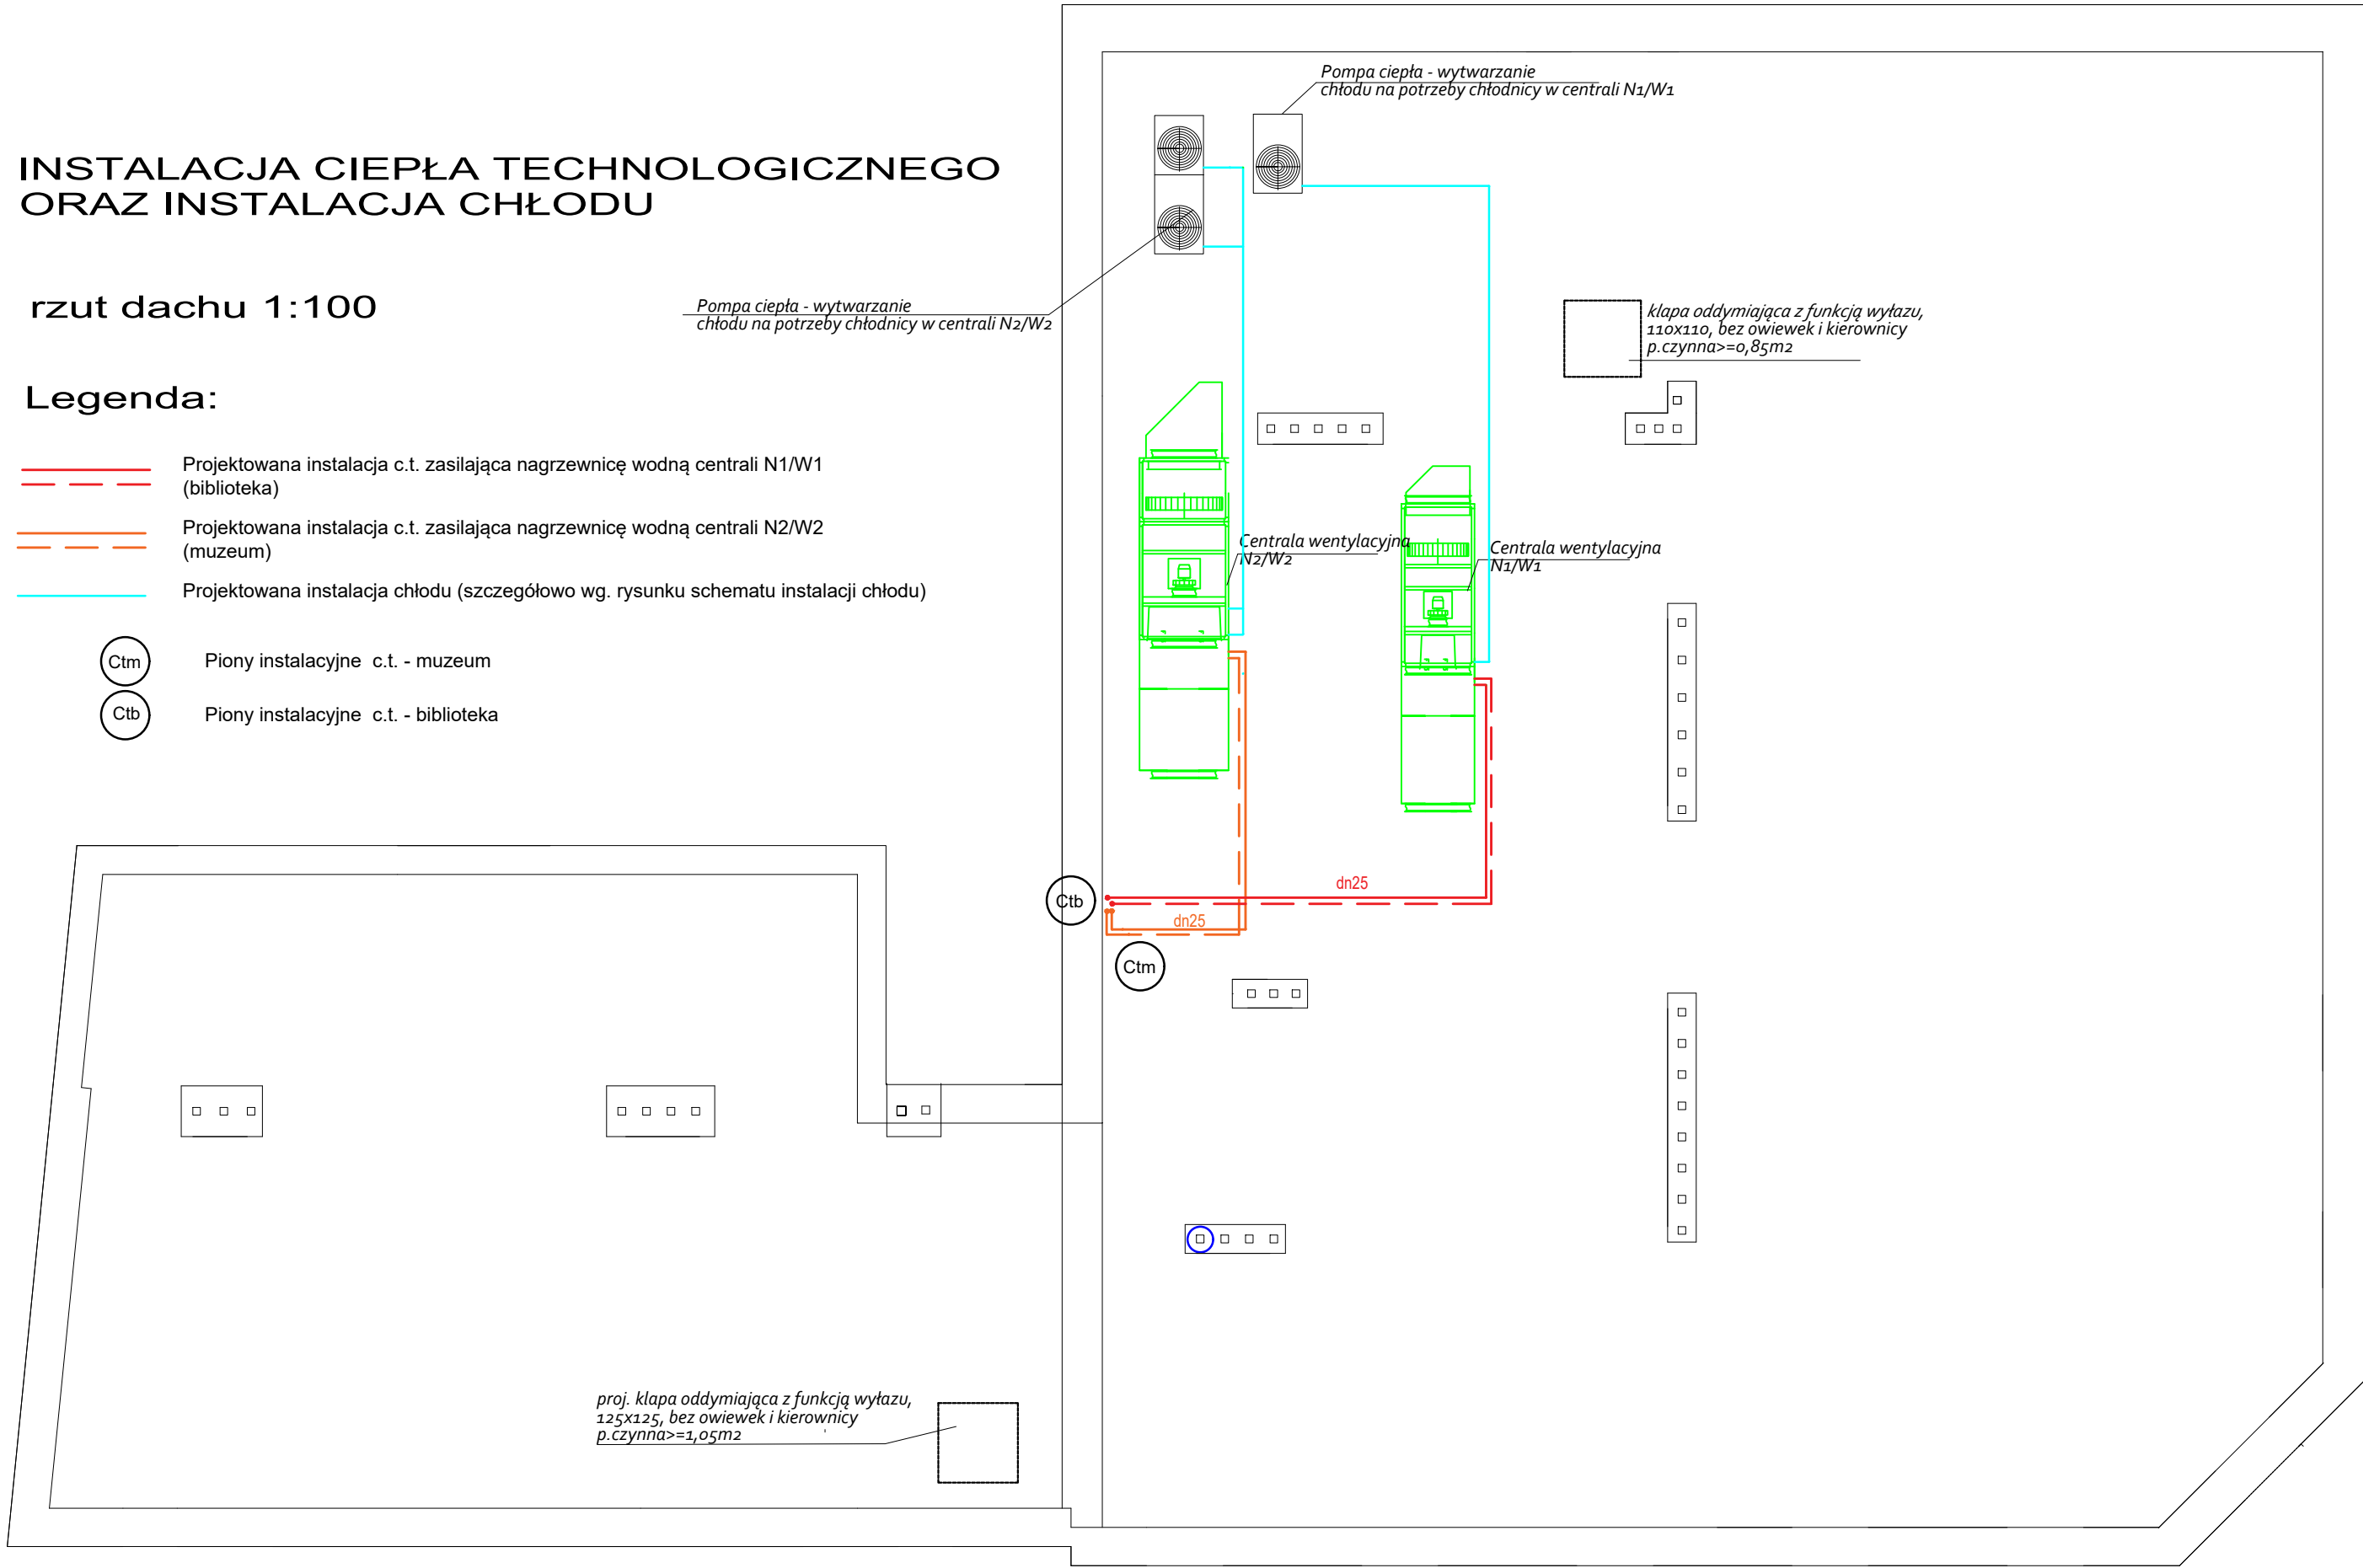 INSTALACJA CIEPŁA TECHNOLOGICZNEGO
ORAZ INSTALACJA CHŁODU
rzut dachu 1:100
Legenda:
Projektowana instalacja c.t. zasilająca nagrzewnicę wodną centrali N1/W1
(biblioteka)
Projektowana instalacja c.t. zasilająca nagrzewnicę wodną centrali N2/W2
(muzeum)
Projektowana instalacja chłodu (szczegółowo wg. rysunku schematu instalacji chłodu)
Ctm
Piony instalacyjne c.t. - muzeum
Ctb
Piony instalacyjne c.t. - biblioteka
Pompa ciepła - wytwarzanie
chłodu na potrzeby chłodnicy w centrali N1/W1
Pompa ciepła - wytwarzanie
chłodu na potrzeby chłodnicy w centrali N2/W2
klapa oddymiająca z funkcją wyłazu,
110x110, bez owiewek i kierownicy
p.czynna>=0,85m2
Centrala wentylacyjna
N2/W2
Centrala wentylacyjna
N1/W1
dn25
Ctb
dn25
Ctm
proj. klapa oddymiająca z funkcją wyłazu,
125x125, bez owiewek i kierownicy
p.czynna>=1,05m2